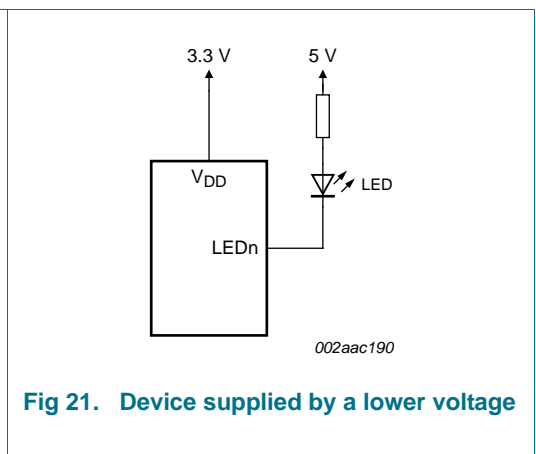 3.3 V
5 V
VDD
LED
LEDn
002aac190
Fig 21. Device supplied by a lower voltage